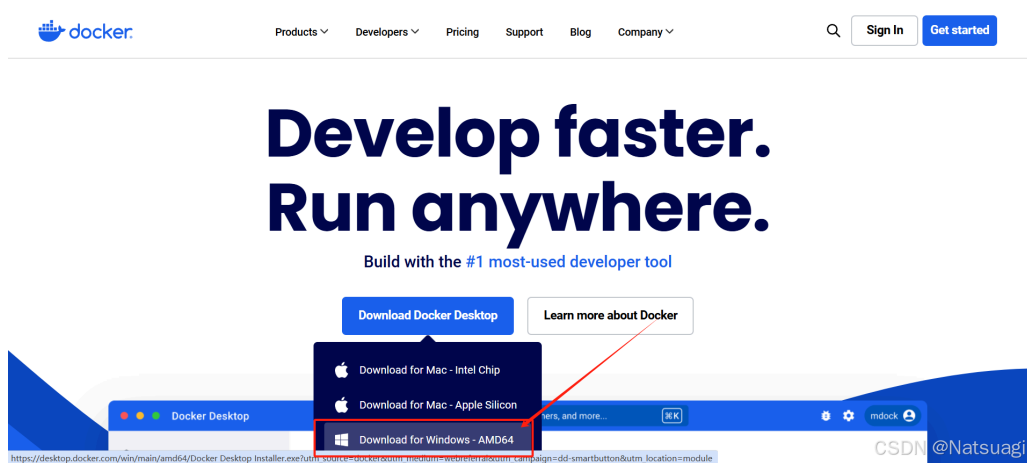 docker
Products Developers Pricing Support Blog Company Sign In Get started
Develop faster.
Run anywhere.
Build with the #1 most-used developer tool
Download Docker Desktop Learn more about Docker
Download for Mac - Intel Chip
Download for Mac - Apple Silicon
Docker Desktop ners, and more... ⌘K mdock
Download for Windows - AMD64
CSDN @Natsuagi
https://desktop.docker.com/win/main/amd64/Docker Desktop Installer.exe?utm_source=docker&utm_medium=webreferral&utm_campaign=dd-smartbutton&utm_location=module